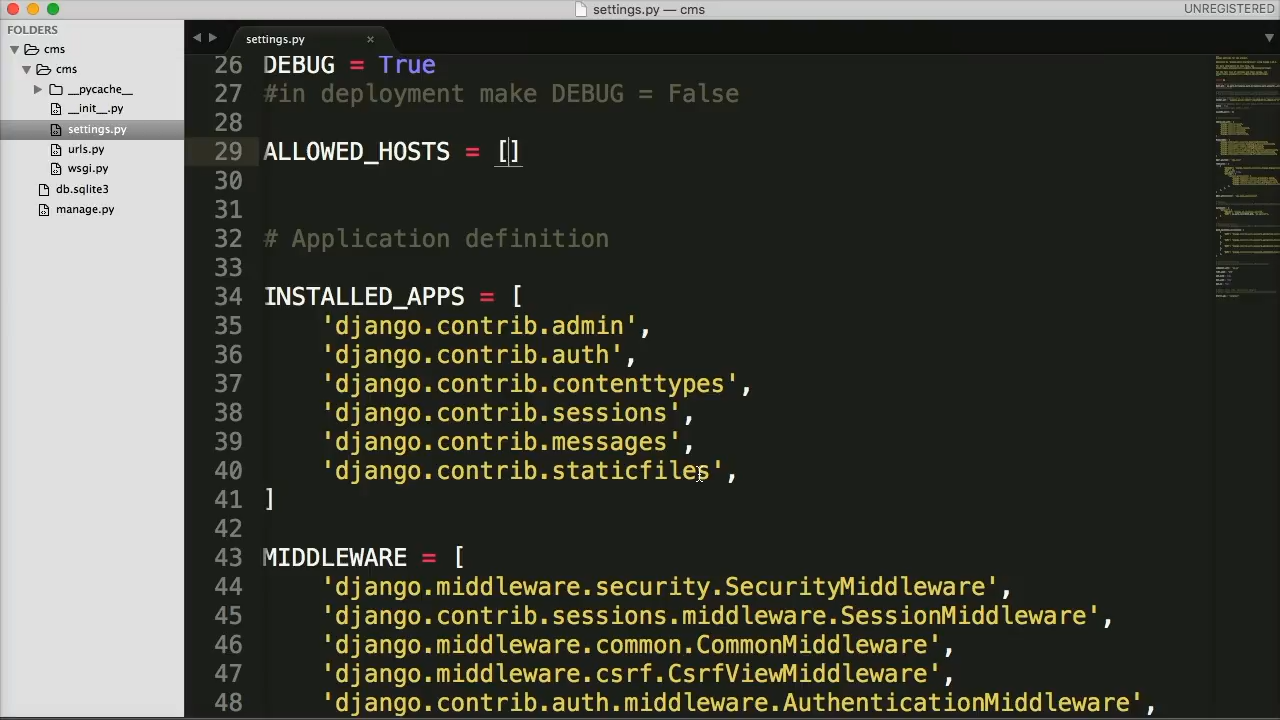 settings.py — cms
UNREGISTERED
FOLDERS
cms
cms
__pycache__
__init__.py
settings.py
urls.py
wsgi.py
db.sqlite3
manage.py
settings.py ×
26 DEBUG = True
27 #in deployment make DEBUG = False
28
29 ALLOWED_HOSTS = []
30
31
32 # Application definition
33
34 INSTALLED_APPS = [
35 'django.contrib.admin',
36 'django.contrib.auth',
37 'django.contrib.contenttypes',
38 'django.contrib.sessions',
39 'django.contrib.messages',
40 'django.contrib.staticfiles',
41 ]
42
43 MIDDLEWARE = [
44 'django.middleware.security.SecurityMiddleware',
45 'django.contrib.sessions.middleware.SessionMiddleware',
46 'django.middleware.common.CommonMiddleware',
47 'django.middleware.csrf.CsrfViewMiddleware',
48 'django.contrib.auth.middleware.AuthenticationMiddleware',